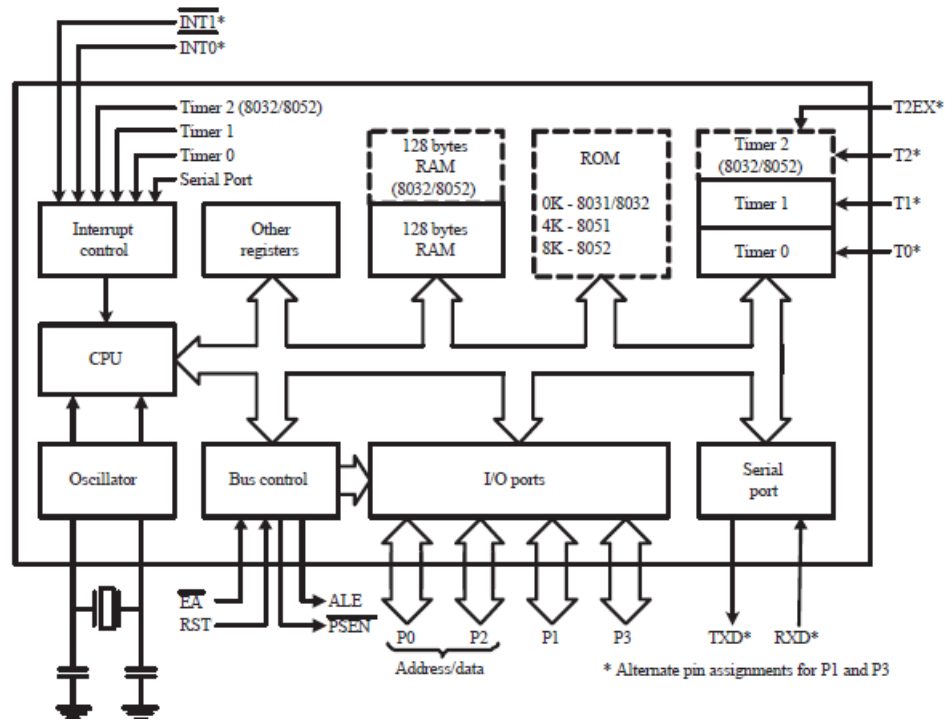 INT1*
INT0*
Timer 2 (8032/8052)
Timer 1
Timer 0
Serial Port
Interrupt
control
Other
registers
128 bytes
RAM
(8032/8052)
128 bytes
RAM
ROM
0K - 8031/8032
4K - 8051
8K - 8052
Timer 2
(8032/8052)
Timer 1
Timer 0
T2EX*
T2*
T1*
T0*
CPU
Oscillator
Bus control
I/O ports
Serial
port
EA
RST
ALE
PSEN
P0
P2
P1
P3
Address/data
TXD*
RXD*
* Alternate pin assignments for P1 and P3